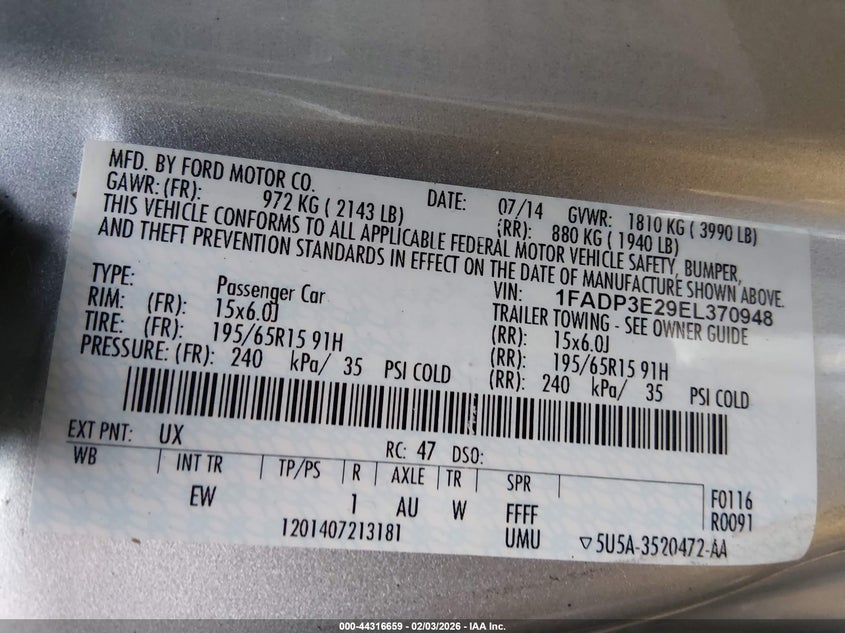 MFD. BY FORD MOTOR CO.
DATE: 07/14 GVWR: 1810 KG ( 3990 LB)
GAWR: (FR): 972 KG ( 2143 LB) (RR): 880 KG ( 1940 LB)
THIS VEHICLE CONFORMS TO ALL APPLICABLE FEDERAL MOTOR VEHICLE SAFETY, BUMPER,
AND THEFT PREVENTION STANDARDS IN EFFECT ON THE DATE OF MANUFACTURE SHOWN ABOVE.
VIN: 1FADP3E29EL370948
TYPE: Passenger Car TRAILER TOWING - SEE OWNER GUIDE
RIM: (FR): 15x6.0J (RR): 15x6.0J
TIRE: (FR): 195/65R15 91H (RR): 195/65R15 91H
PRESSURE: (FR): 240 kPa/ 35 PSI COLD (RR): 240 kPa/ 35 PSI COLD
EXT PNT: UX RC: 47 DSO:
WB INT TR TP/PS R AXLE TR SPR
EW 1 AU W FFFF F0116
R0091
1201407213181 UMU ▽5U5A-3520472-AA
000-44316659 | 02/03/2026 - IAA Inc.